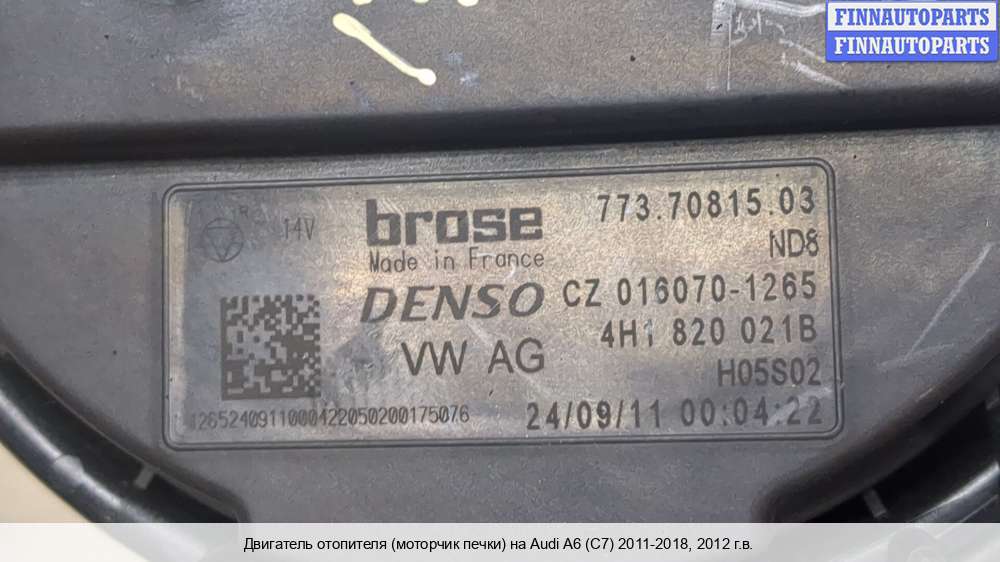 FINNAUTOPARTS
FINNAUTOPARTS
14V
brose
773.70815.03
ND8
Made in France
DENSO
CZ 016070-1265
4H1 820 021B
VW AG
H05S02
1265240911000422050200175076
24/09/11 00:04:22
Двигатель отопителя (моторчик печки) на Audi A6 (C7) 2011-2018, 2012 г.в.